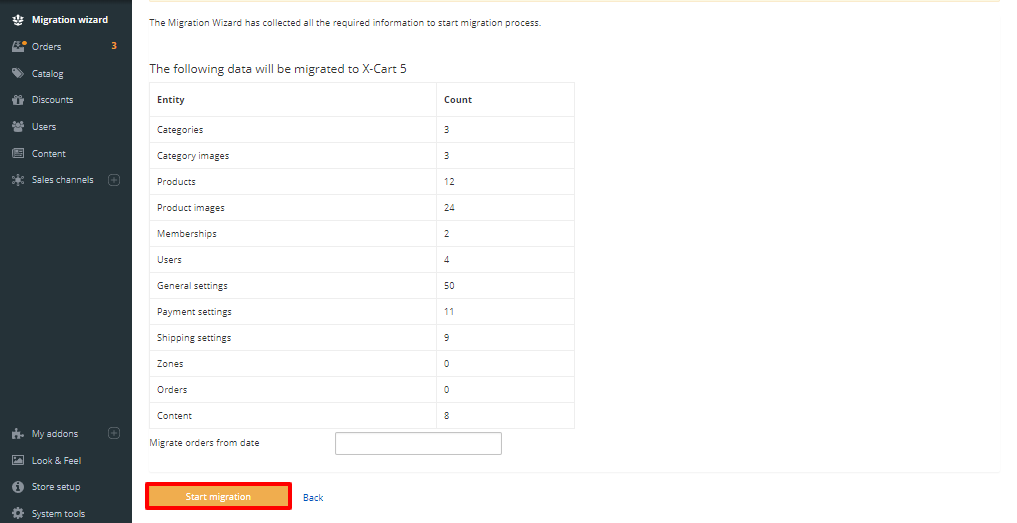 Migration wizard
Orders 3
Catalog
Discounts
Users
Content
Sales channels
My addons
Look & Feel
Store setup
System tools
The Migration Wizard has collected all the required information to start migration process.
The following data will be migrated to X-Cart 5
Entity Count
Categories 3
Category images 3
Products 12
Product images 24
Memberships 2
Users 4
General settings 50
Payment settings 11
Shipping settings 9
Zones 0
Orders 0
Content 8
Migrate orders from date
Start migration Back